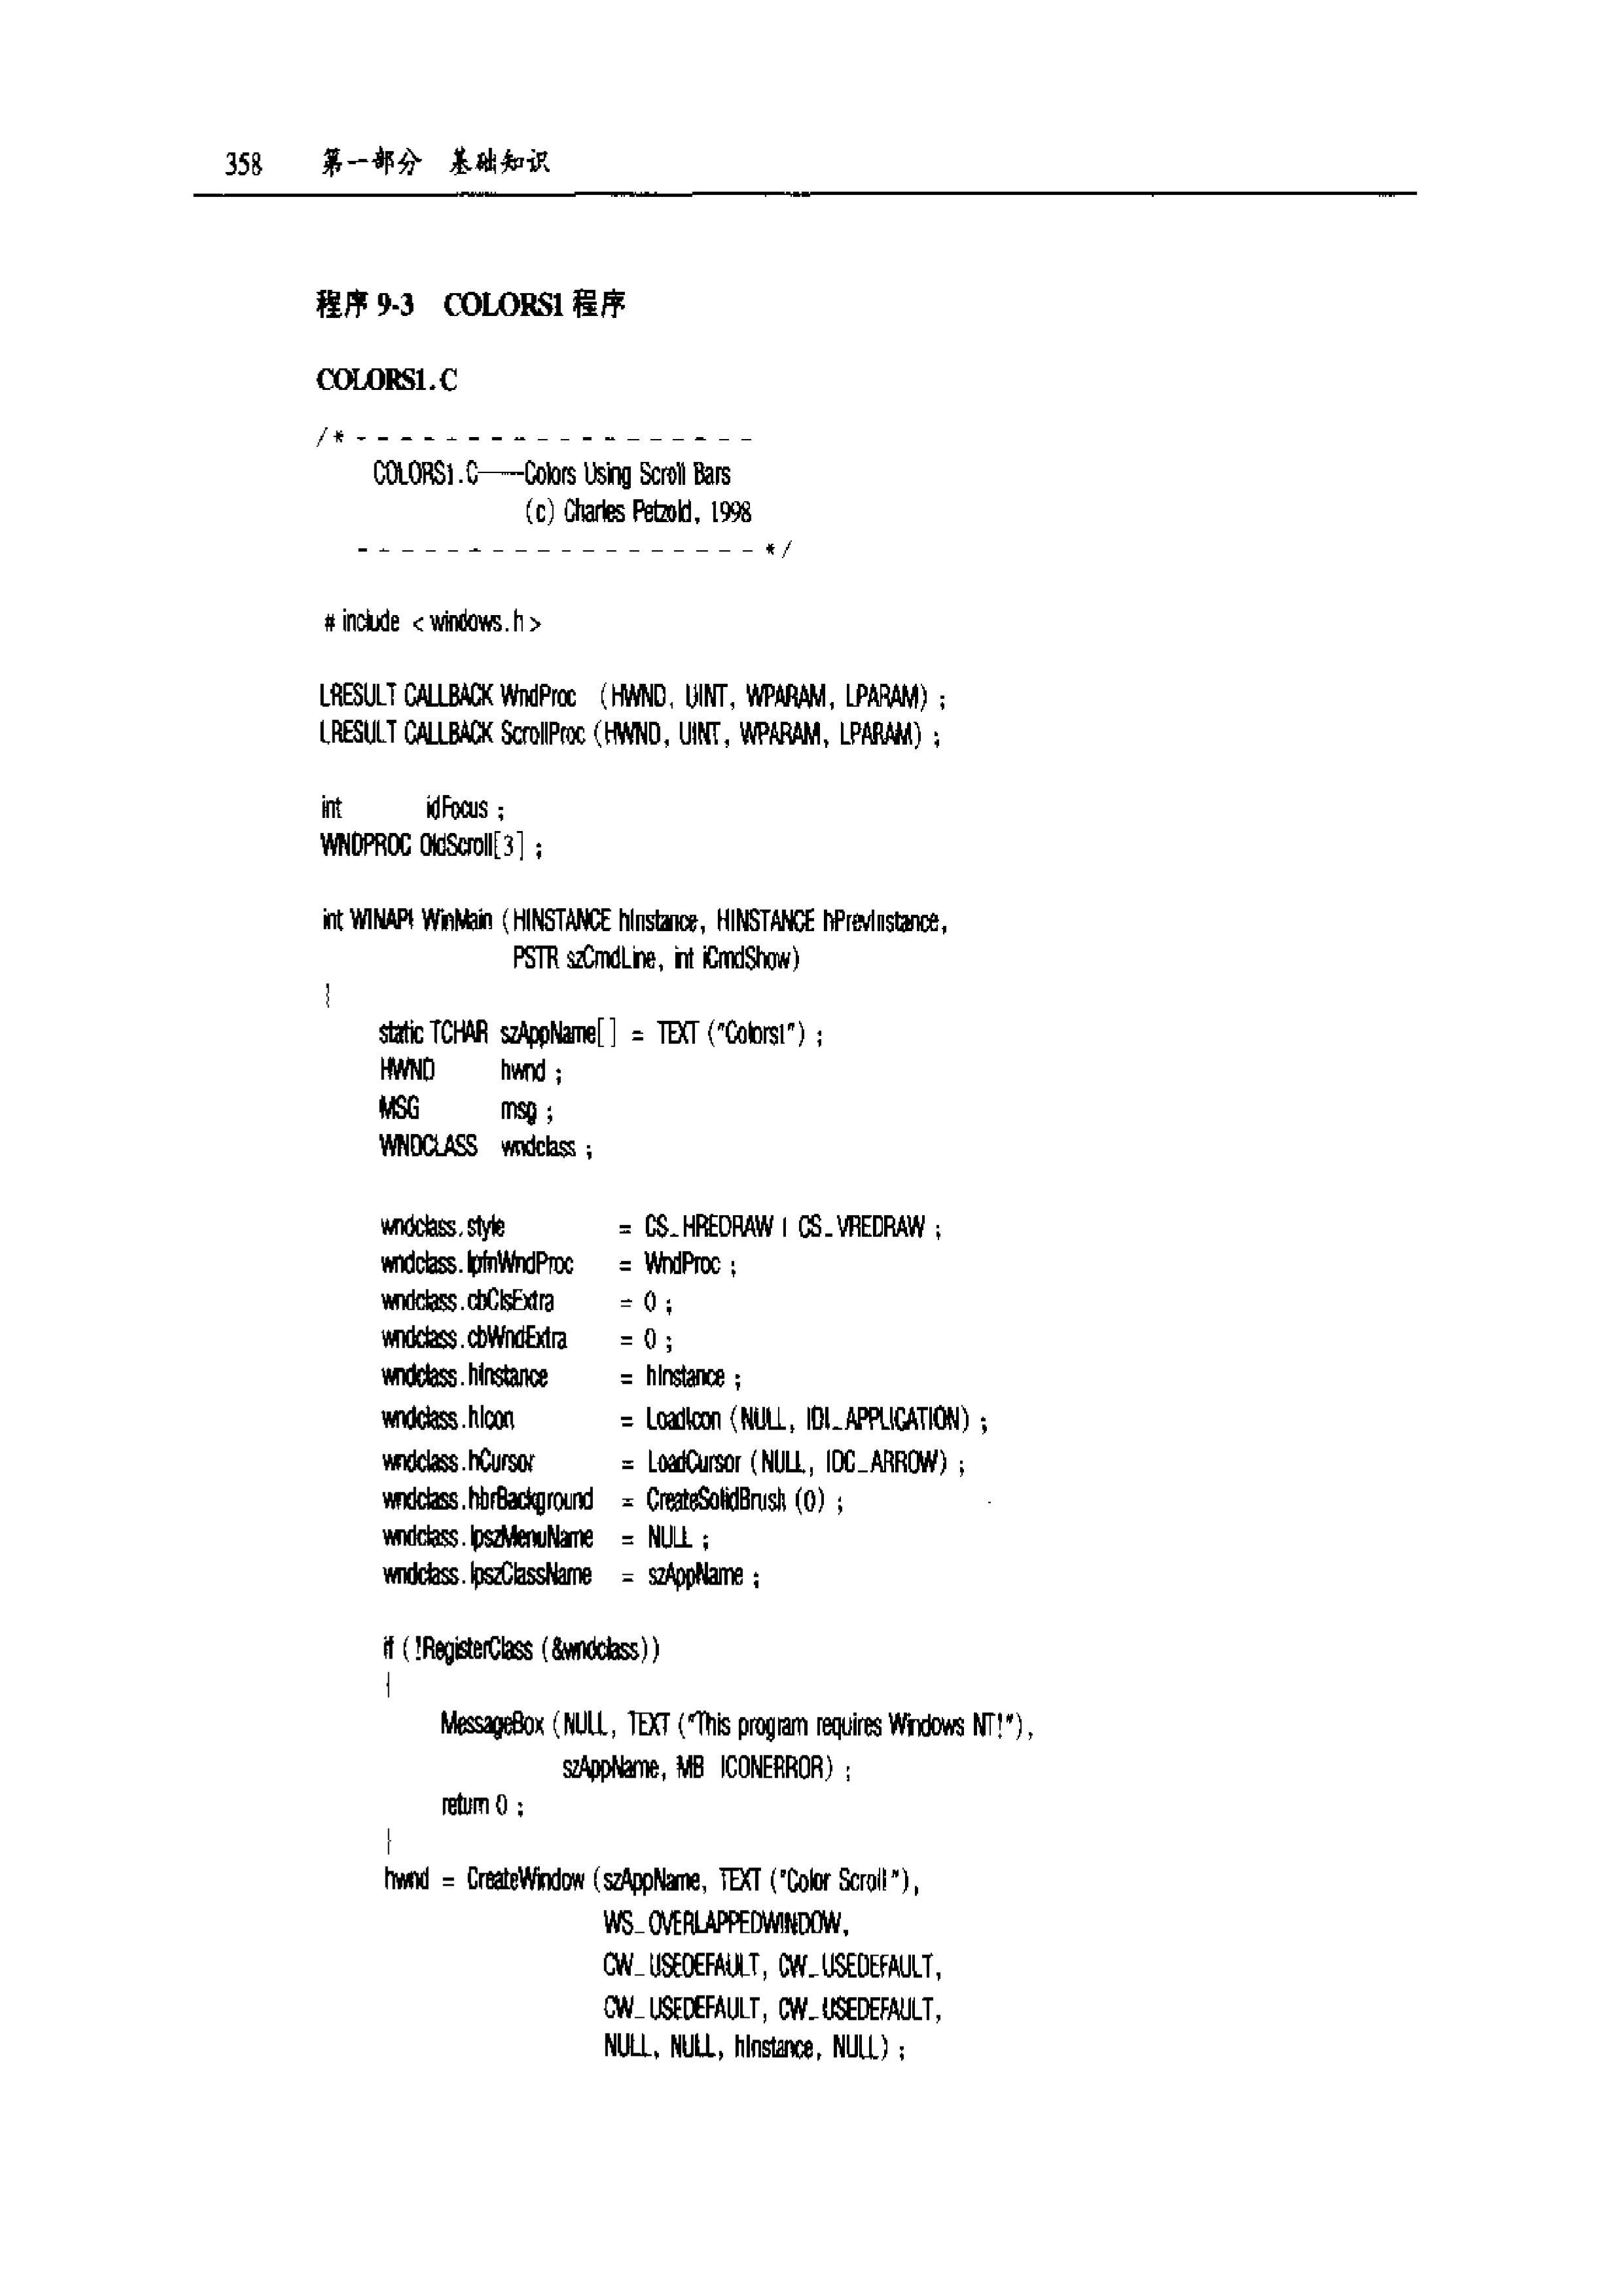 358 第一部分 基础知识
程序 9-3 COLORS1 程序
COLORS1.C
/* - - - - - - - - - - - - - - - - - -
COLORS1.C——Colors Using Scroll Bars
(c) Charles Petzold, 1998
- - - - - - - - - - - - - - - - - - */
# include < windows.h >
LRESULT CALLBACK WndProc (HWND, UINT, WPARAM, LPARAM) ;
LRESULT CALLBACK ScrollProc (HWND, UINT, WPARAM, LPARAM) ;
int idFocus ;
WNDPROC OldScroll[3] ;
int WINAPI WinMain (HINSTANCE hInstance, HINSTANCE hPrevInstance,
PSTR szCmdLine, int iCmdShow)
{
static TCHAR szAppName[] = TEXT ("Colors1") ;
HWND hwnd ;
MSG msg ;
WNDCLASS wndclass ;
wndclass.style = CS_HREDRAW | CS_VREDRAW ;
wndclass.lpfnWndProc = WndProc ;
wndclass.cbClsExtra = 0 ;
wndclass.cbWndExtra = 0 ;
wndclass.hInstance = hInstance ;
wndclass.hIcon = LoadIcon (NULL, IDI_APPLICATION) ;
wndclass.hCursor = LoadCursor (NULL, IDC_ARROW) ;
wndclass.hbrBackground = CreateSolidBrush (0) ;
wndclass.lpszMenuName = NULL ;
wndclass.lpszClassName = szAppName ;
if (!RegisterClass (&wndclass))
{
MessageBox (NULL, TEXT ("This program requires Windows NT!"),
szAppName, MB ICONERROR) ;
return 0 ;
}
hwnd = CreateWindow (szAppName, TEXT ("Color Scroll"),
WS_OVERLAPPEDWINDOW,
CW_USEDEFAULT, CW_USEDEFAULT,
CW_USEDEFAULT, CW_USEDEFAULT,
NULL, NULL, hInstance, NULL) ;